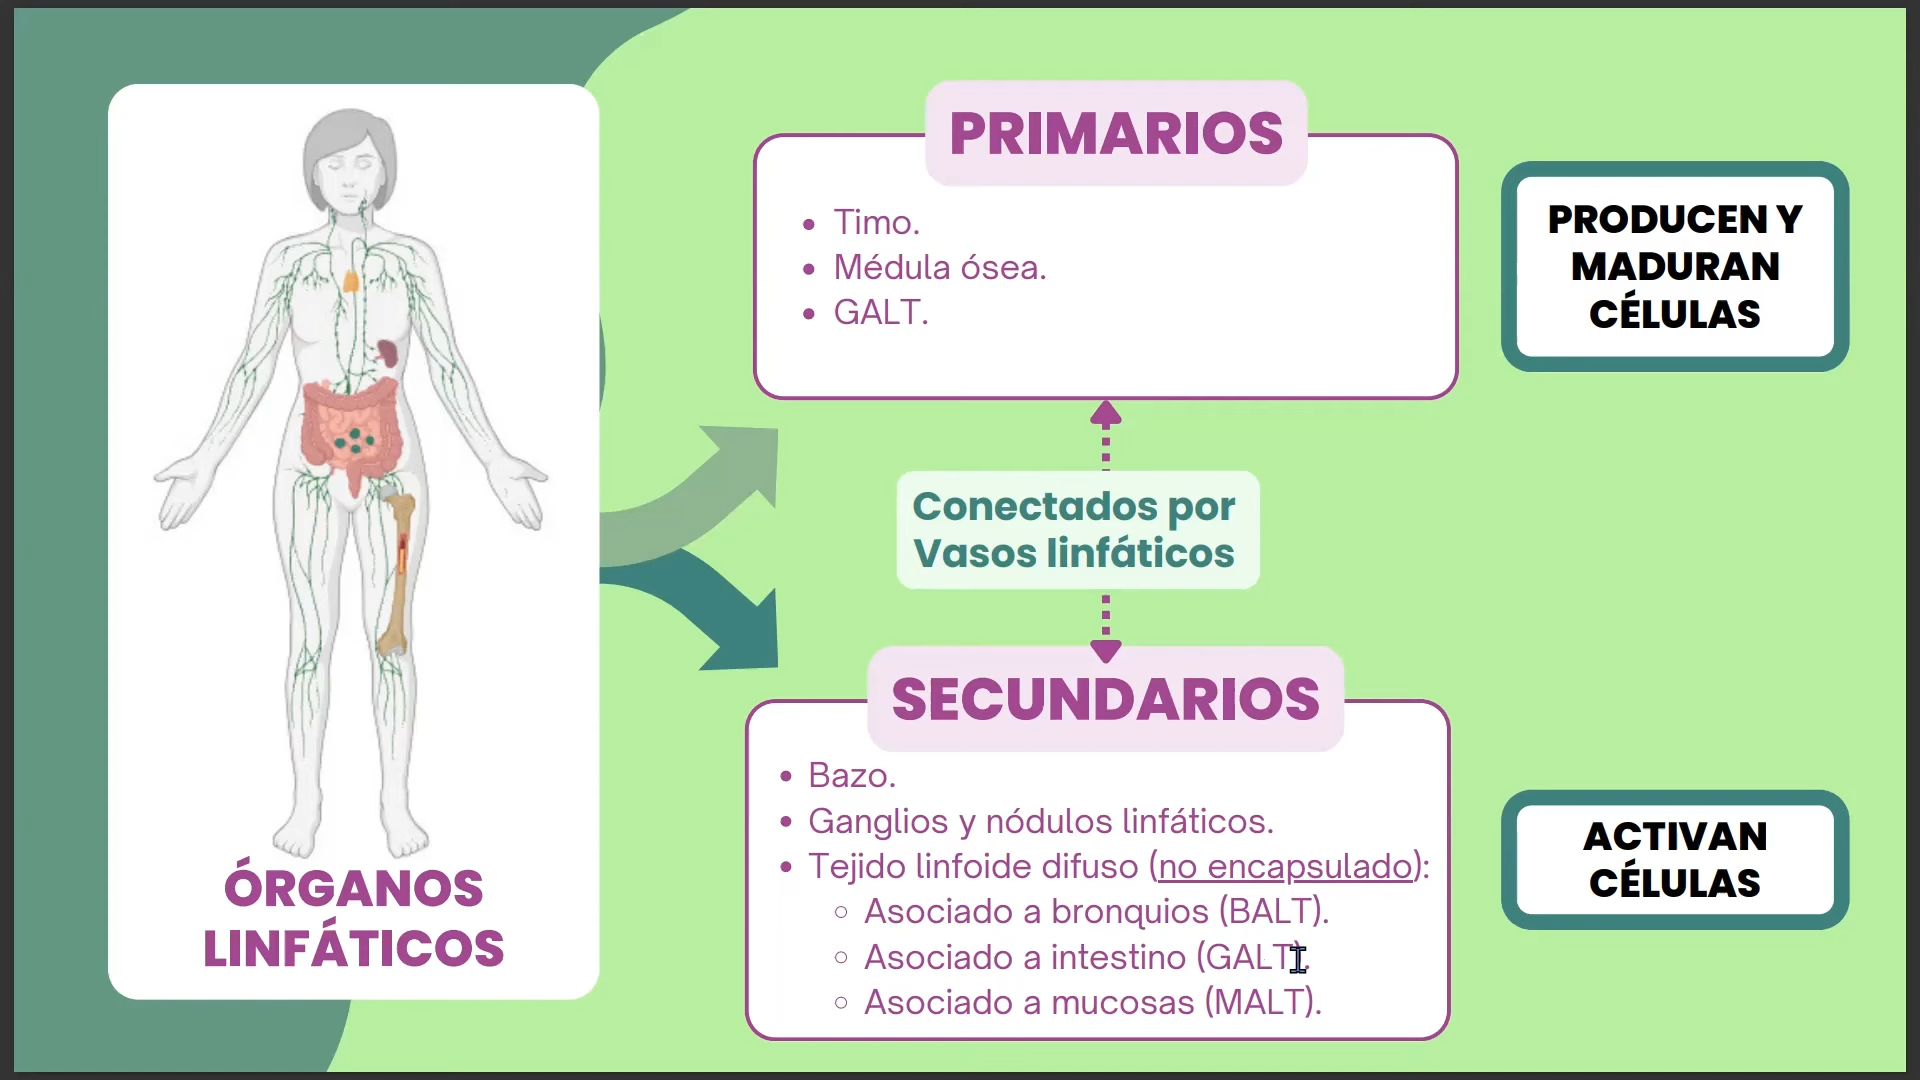 ÓRGANOS
LINFÁTICOS
PRIMARIOS
Timo.
Médula ósea.
GALT.
PRODUCEN Y
MADURAN
CÉLULAS
Conectados por
Vasos linfáticos
SECUNDARIOS
Bazo.
Ganglios y nódulos linfáticos.
Tejido linfoide difuso (no encapsulado):
Asociado a bronquios (BALT).
Asociado a intestino (GALT).
Asociado a mucosas (MALT).
ACTIVAN
CÉLULAS